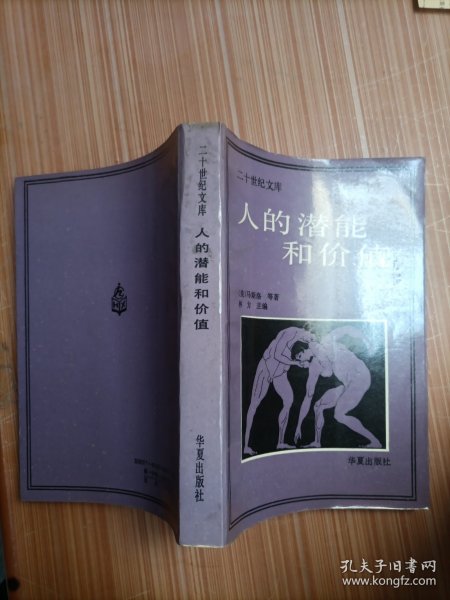 二十世纪文库
人的潜能和价值
华夏出版社
二十世纪文库
人的潜能
和价值
〔美〕马斯洛 等著
林方 主编
华夏出版社
孔夫子旧书网
www.kongfz.com